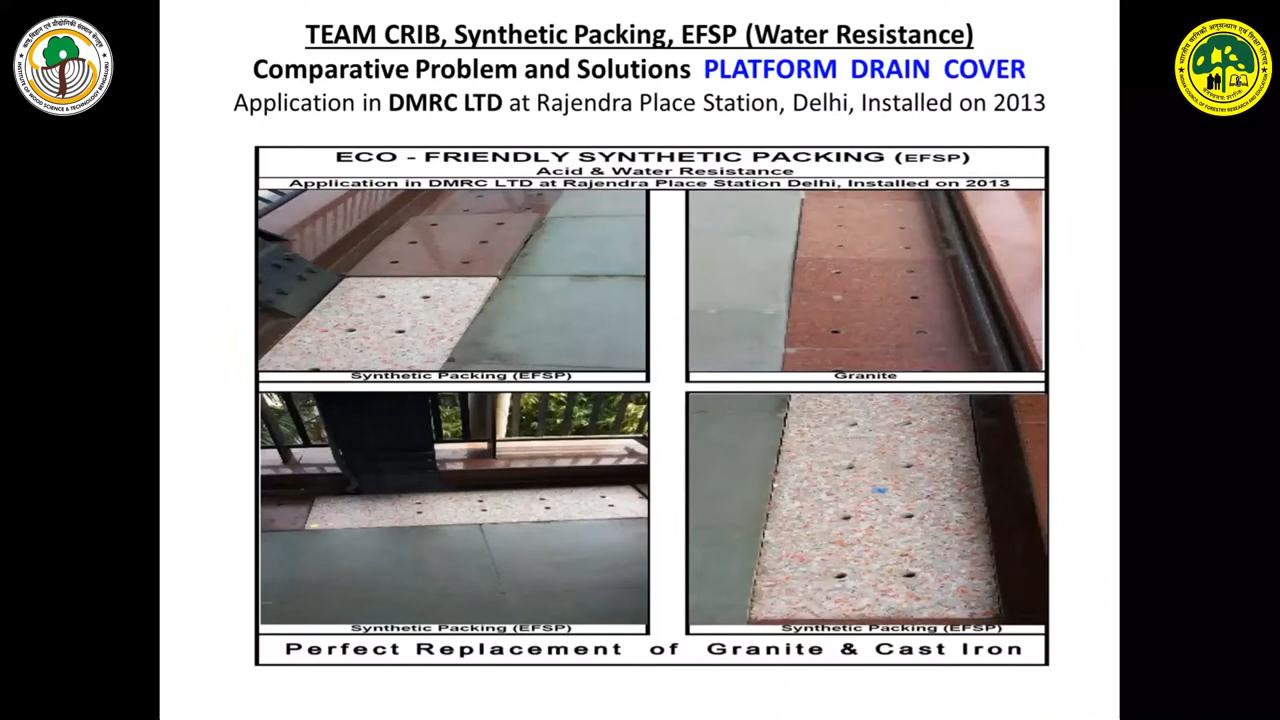 TEAM CRIB, Synthetic Packing, EFSP (Water Resistance)
Comparative Problem and Solutions PLATFORM DRAIN COVER
Application in DMRC LTD at Rajendra Place Station, Delhi, Installed on 2013
ECO - FRIENDLY SYNTHETIC PACKING (EFSP)
Acid & Water Resistance
Application in DMRC LTD at Rajendra Place Station Delhi, Installed on 2013
Synthetic Packing (EFSP)
Granite
Synthetic Packing (EFSP)
Synthetic Packing (EFSP)
Perfect Replacement of Granite & Cast Iron